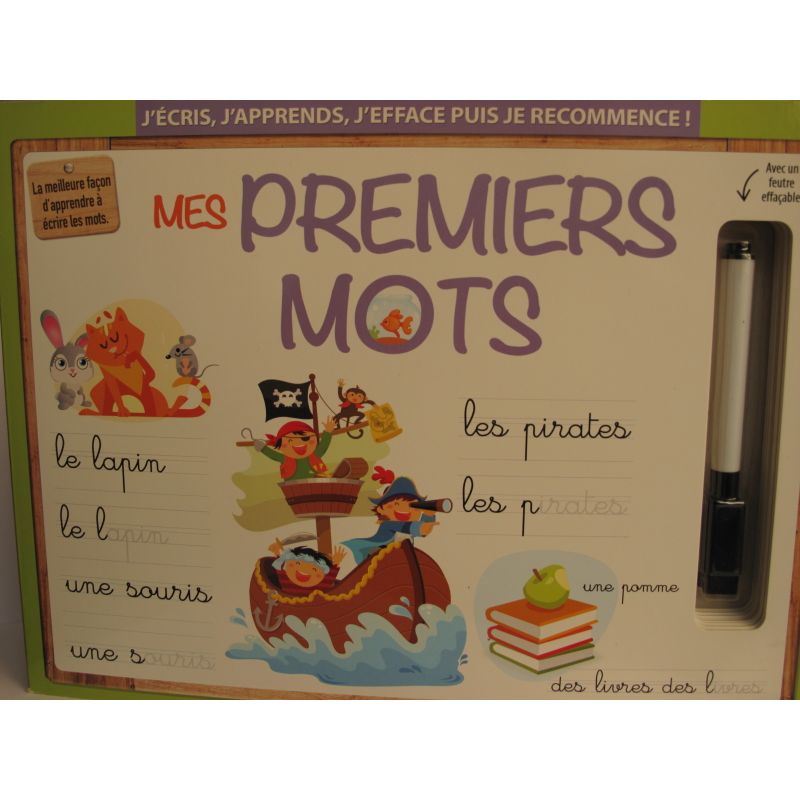 J'ÉCRIS, J'APPRENDS, J'EFFACE PUIS JE RECOMMENCE !
La meilleure façon
d'apprendre à
écrire les mots.
MES PREMIERS
MOTS
Avec un
feutre
effaçable
le lapin
le lapin
une souris
une souris
les pirates
les pirates
une pomme
des livres des livres